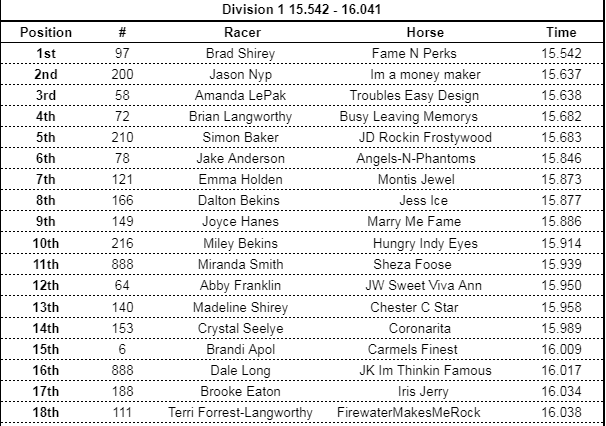 Division 1 15.542 - 16.041
Position # Racer Horse Time
1st 97 Brad Shirey Fame N Perks 15.542
2nd 200 Jason Nyp Im a money maker 15.637
3rd 58 Amanda LePak Troubles Easy Design 15.638
4th 72 Brian Langworthy Busy Leaving Memorys 15.682
5th 210 Simon Baker JD Rockin Frostywood 15.683
6th 78 Jake Anderson Angels-N-Phantoms 15.846
7th 121 Emma Holden Montis Jewel 15.873
8th 166 Dalton Bekins Jess Ice 15.877
9th 149 Joyce Hanes Marry Me Fame 15.886
10th 216 Miley Bekins Hungry Indy Eyes 15.914
11th 888 Miranda Smith Sheza Foose 15.939
12th 64 Abby Franklin JW Sweet Viva Ann 15.950
13th 140 Madeline Shirey Chester C Star 15.958
14th 153 Crystal Seelye Coronarita 15.989
15th 6 Brandi Apol Carmels Finest 16.009
16th 888 Dale Long JK Im Thinkin Famous 16.017
17th 188 Brooke Eaton Iris Jerry 16.034
18th 111 Terri Forrest-Langworthy FirewaterMakesMeRock 16.038